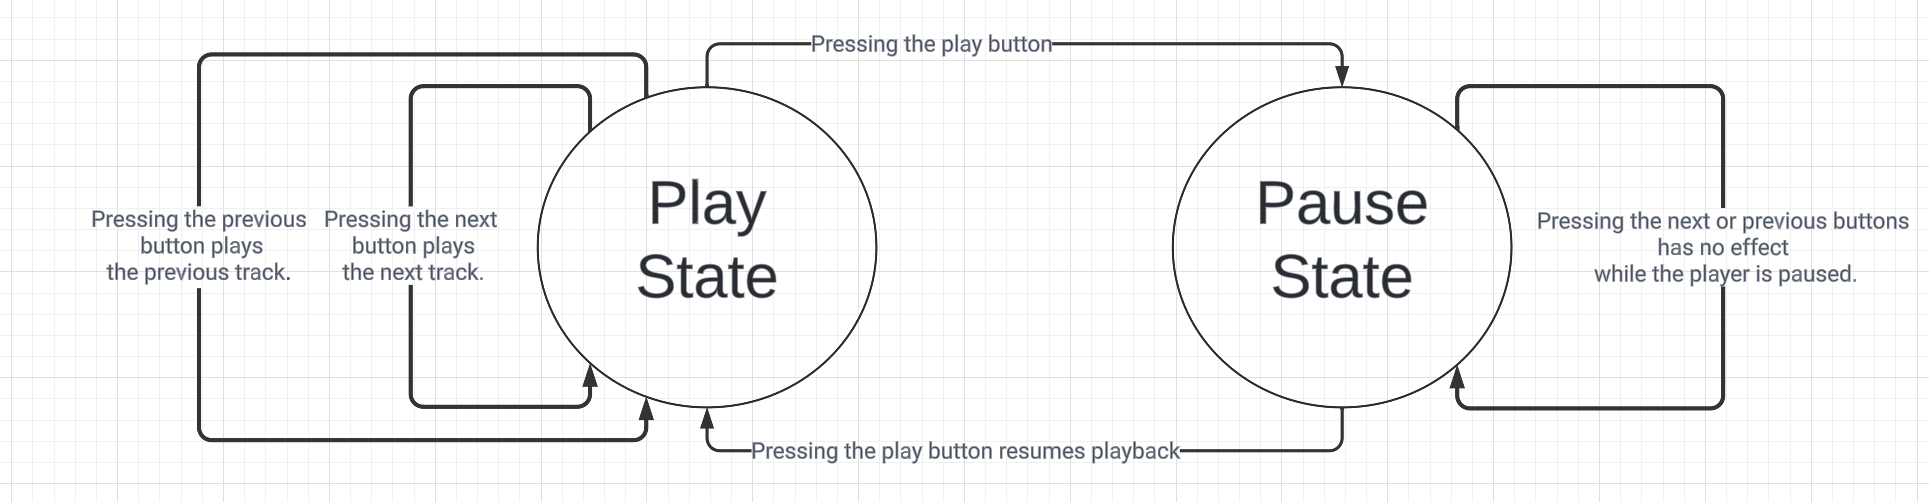 Pressing the play button
Pressing the previous
button plays
the previous track.
Pressing the next
button plays
the next track.
Play
State
Pause
State
Pressing the next or previous buttons
has no effect
while the player is paused.
Pressing the play button resumes playback